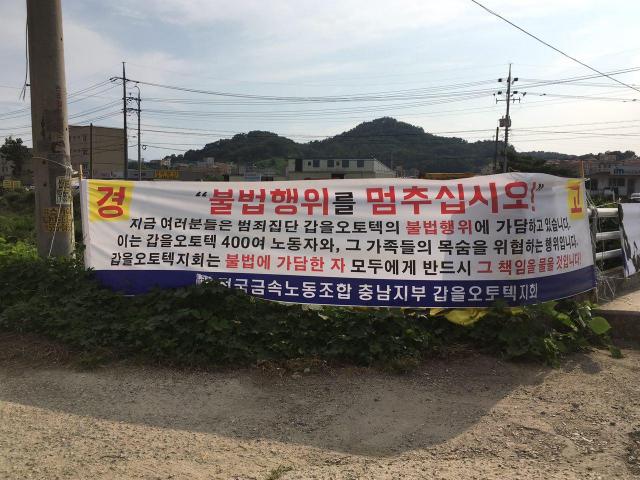 경 "불법행위를 멈추십시오!" 고
지금 여러분들은 범죄집단 갑을오토텍의 불법행위에 가담하고 있습니다.
이는 갑을오토텍 400여 노동자와, 그 가족들의 목숨을 위협하는 행위입니다.
갑을오토텍지회는 불법에 가담한 자 모두에게 반드시 그 책임을 물을 것입니다!
전국금속노동조합 충남지부 갑을오토텍지회